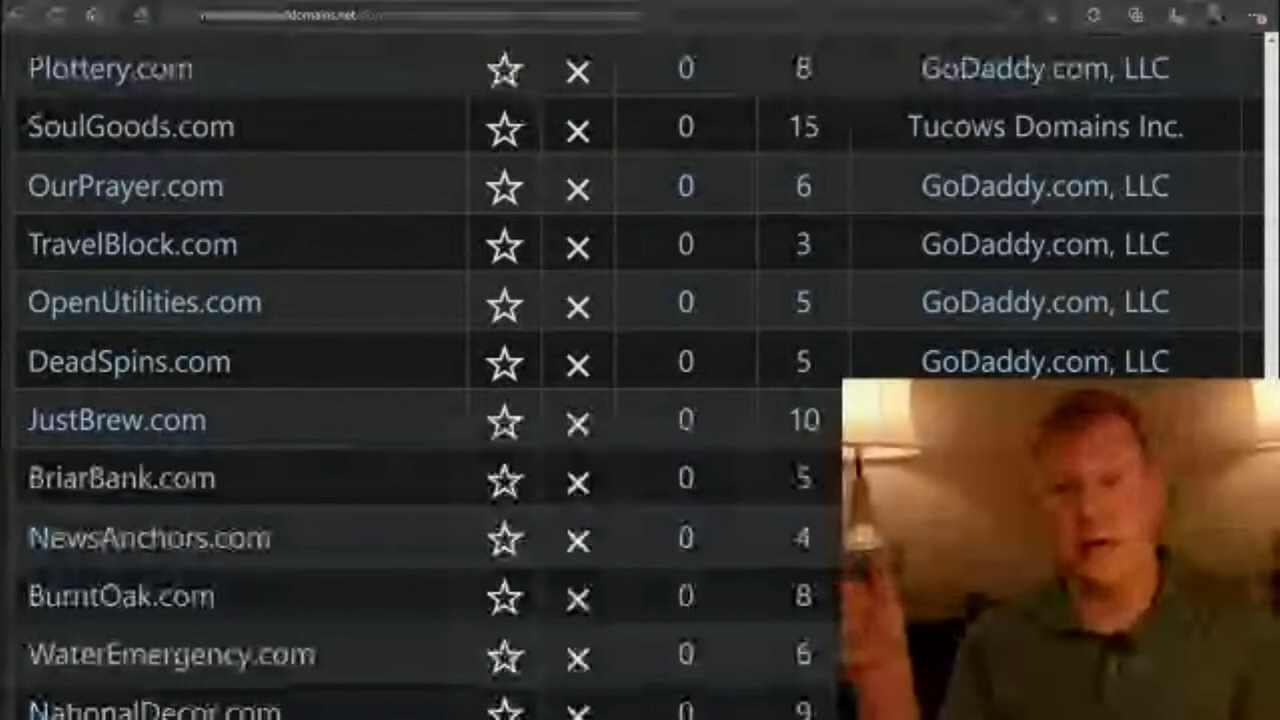 domains.net
Plottery.com 0 8 GoDaddy.com, LLC
SoulGoods.com 0 15 Tucows Domains Inc.
OurPrayer.com 0 6 GoDaddy.com, LLC
TravelBlock.com 0 3 GoDaddy.com, LLC
OpenUtilities.com 0 5 GoDaddy.com, LLC
DeadSpins.com 0 5 GoDaddy.com, LLC
JustBrew.com 0 10
BriarBank.com 0 5
NewsAnchors.com 0 4
BurntOak.com 0 8
WaterEmergency.com 0 6
NationalDecor.com 0 9